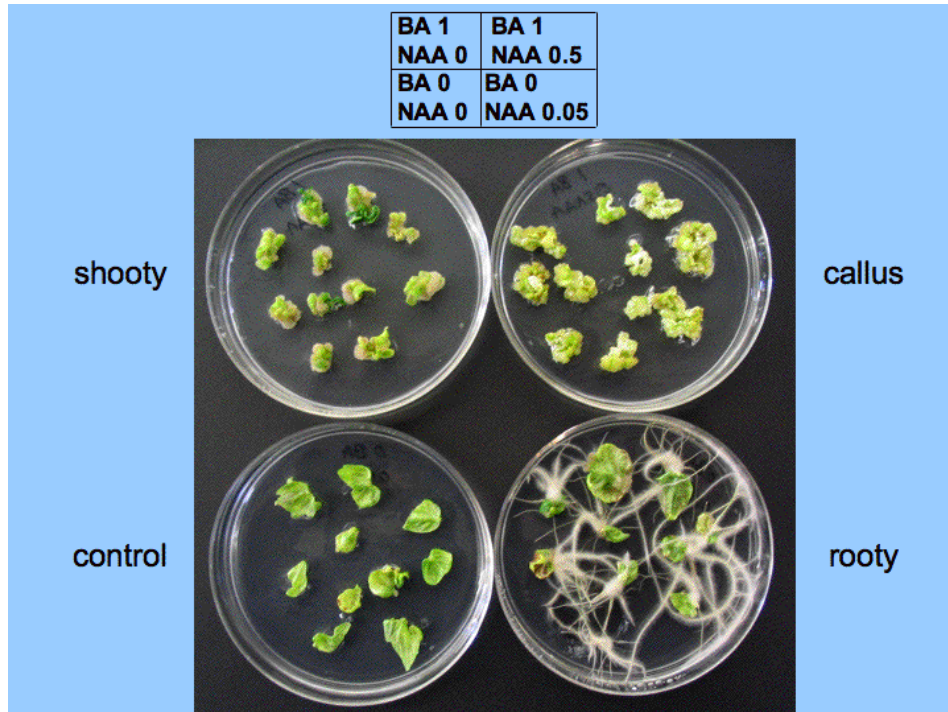 BA 1 BA 1
NAA 0 NAA 0.5
BA 0 BA 0
NAA 0 NAA 0.05
shooty
callus
control
rooty